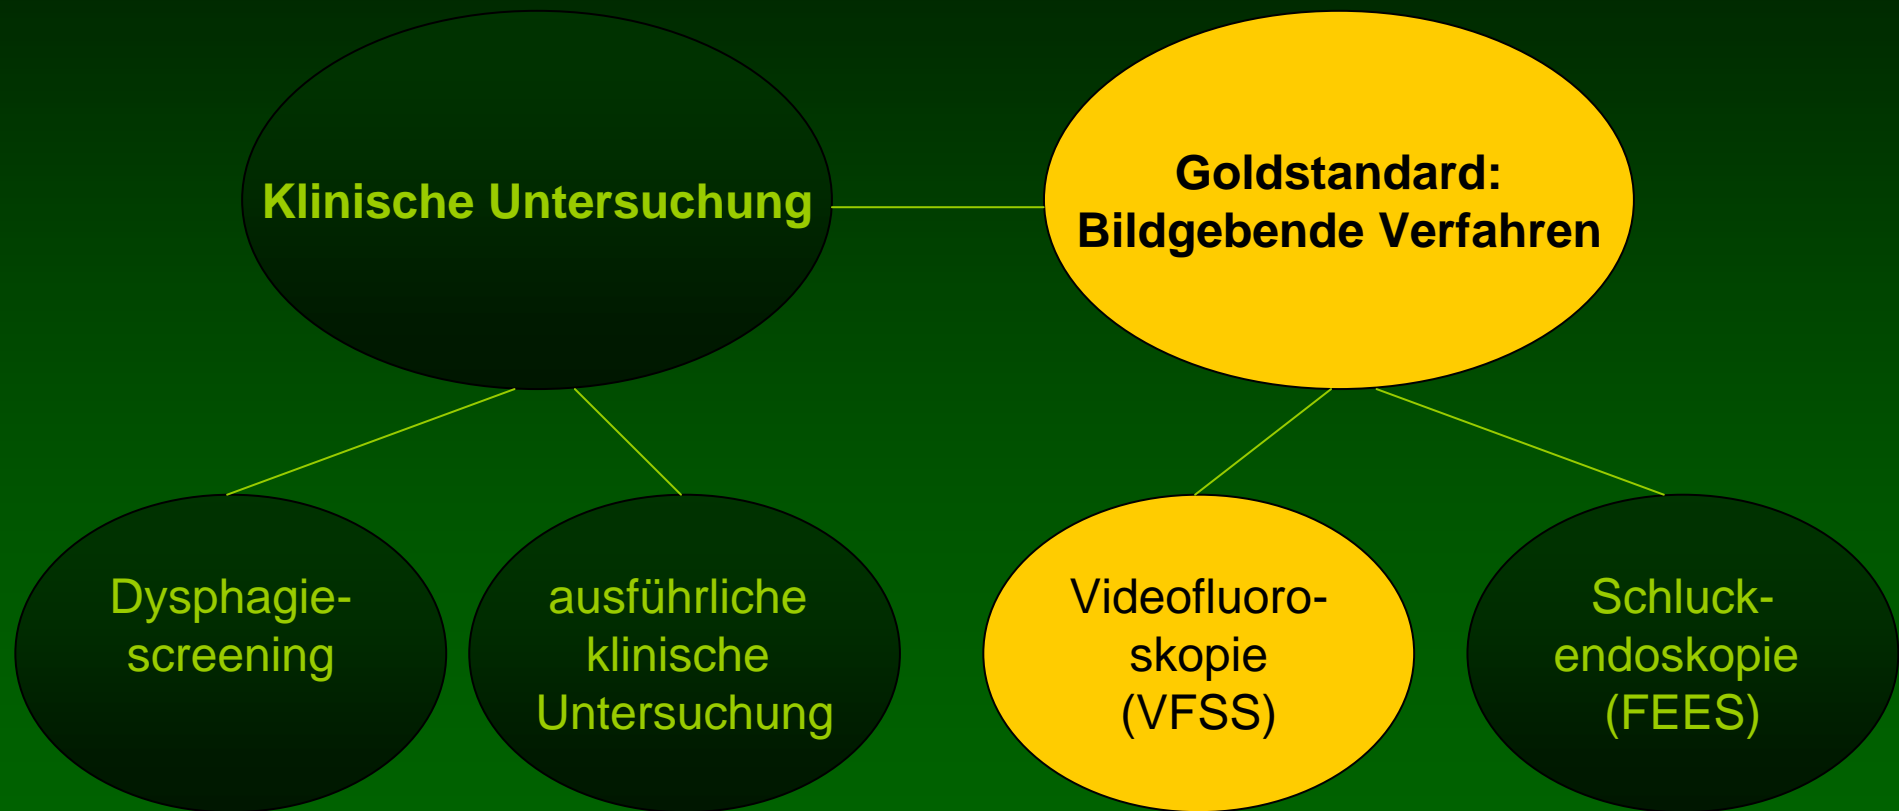 Klinische Untersuchung
Goldstandard:
Bildgebende Verfahren
Dysphagie-
screening
ausführliche
klinische
Untersuchung
Videofluoro-
skopie
(VFSS)
Schluck-
endoskopie
(FEES)